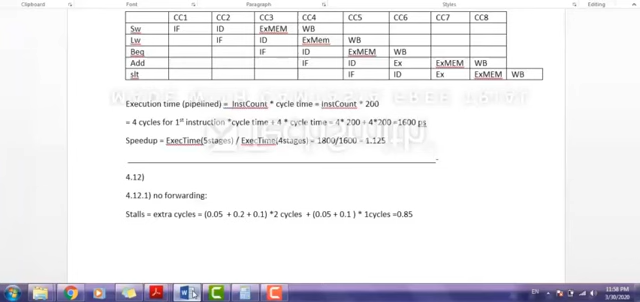 Clipboard Font Paragraph Styles Editing
CC1 CC2 CC3 CC4 CC5 CC6 CC7 CC8
Sw IF ID ExMEM WB
Lw IF ID ExMem WB
Beq IF ID ExMEM WB
Add IF ID Ex ExMEM WB
slt IF ID Ex ExMEM WB
Execution time (pipelined) = InstCount * cycle time = instCount * 200
= 4 cycles for 1st instruction *cycle time + 4 * cycle time = 4* 200 + 4*200 =1600 ps
Speedup = ExecTime(5stages) / ExecTime(4stages) = 1800/1600 = 1.125
4.12)
4.12.1) no forwarding:
Stalls = extra cycles = (0.05 + 0.2 + 0.1) *2 cycles + (0.05 + 0.1 ) * 1cycles =0.85
EN
11:58 PM
3/30/2020